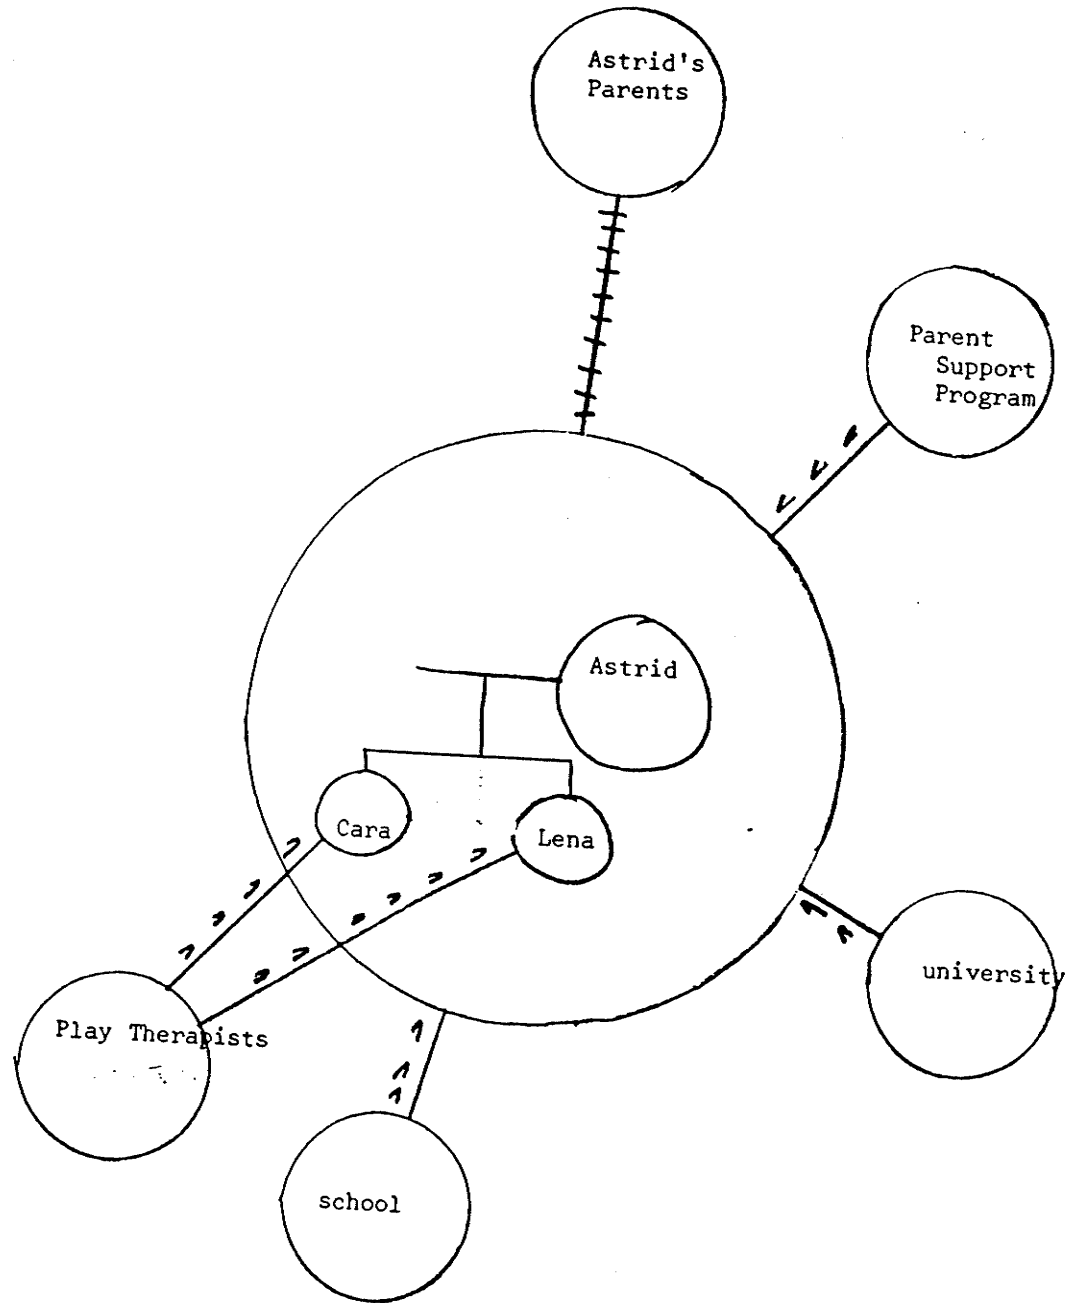 Astrid's
Parents
Parent
Support
Program
Astrid
Cara
Lena
university
Play Therapists
school